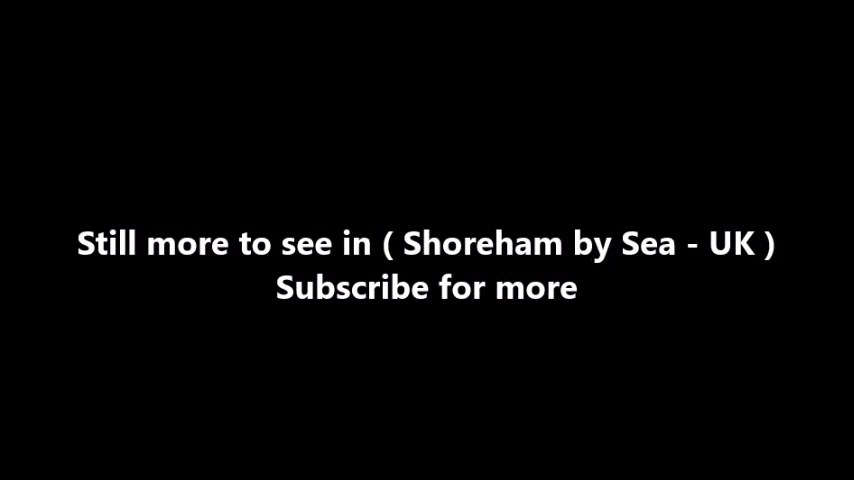 Still more to see in ( Shoreham by Sea - UK )
Subscribe for more